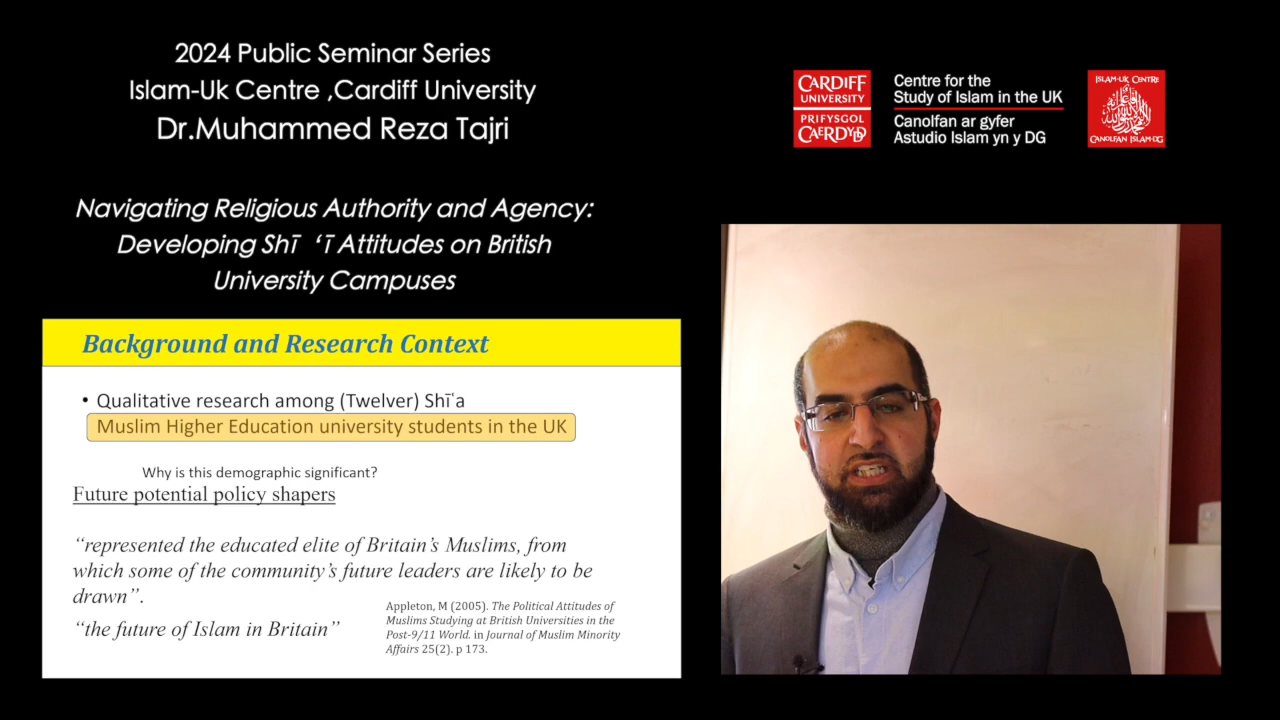 2024 Public Seminar Series
Islam-Uk Centre ,Cardiff University
Dr.Muhammed Reza Tajri
Navigating Religious Authority and Agency:
Developing Shī ‘ī Attitudes on British
University Campuses
CARDIFF
UNIVERSITY
PRIFYSGOL
CAERDYDD
Centre for the
Study of Islam in the UK
Canolfan ar gyfer
Astudio Islam yn y DG
ISLAM-UK CENTRE
CANOLFAN ISLAM-DG
Background and Research Context
• Qualitative research among (Twelver) Shīʿa
Muslim Higher Education university students in the UK
Why is this demographic significant?
Future potential policy shapers
“represented the educated elite of Britain’s Muslims, from
which some of the community’s future leaders are likely to be
drawn”.
“the future of Islam in Britain”
Appleton, M (2005). The Political Attitudes of
Muslims Studying at British Universities in the
Post-9/11 World. in Journal of Muslim Minority
Affairs 25(2). p 173.